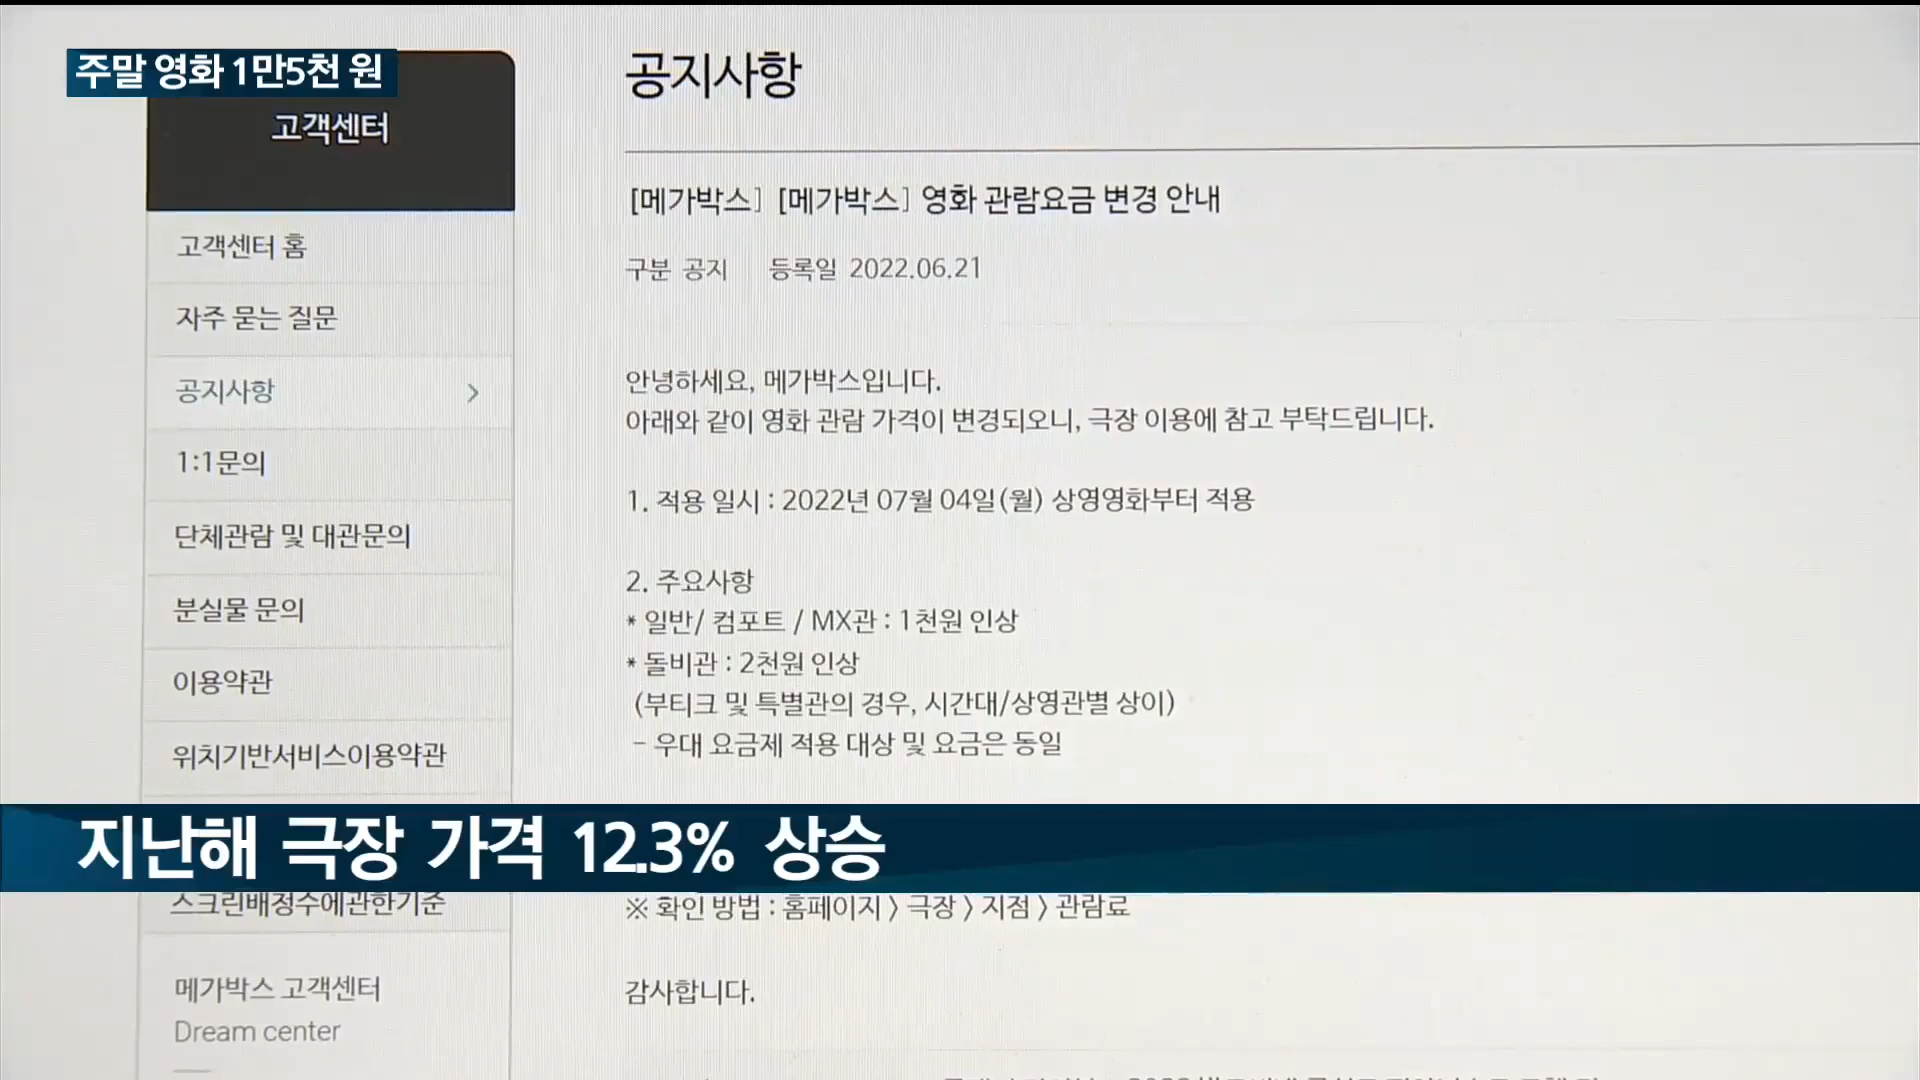 주말 영화 1만5천 원
고객센터
고객센터 홈
자주 묻는 질문
공지사항
1:1문의
단체관람 및 대관문의
분실물 문의
이용약관
위치기반서비스이용약관
스크린배정수에관한기준
메가박스 고객센터
Dream center
공지사항
[메가박스] [메가박스] 영화 관람요금 변경 안내
구분 공지 등록일 2022.06.21
안녕하세요, 메가박스입니다.
아래와 같이 영화 관람 가격이 변경되오니, 극장 이용에 참고 부탁드립니다.
1. 적용 일시 : 2022년 07월 04일(월) 상영영화부터 적용
2. 주요사항
* 일반/ 컴포트 / MX관 : 1천원 인상
* 돌비관 : 2천원 인상
(부티크 및 특별관의 경우, 시간대/상영관별 상이)
- 우대 요금제 적용 대상 및 요금은 동일
지난해 극장 가격 12.3% 상승
※ 확인 방법 : 홈페이지 > 극장 > 지점 > 관람료
감사합니다.